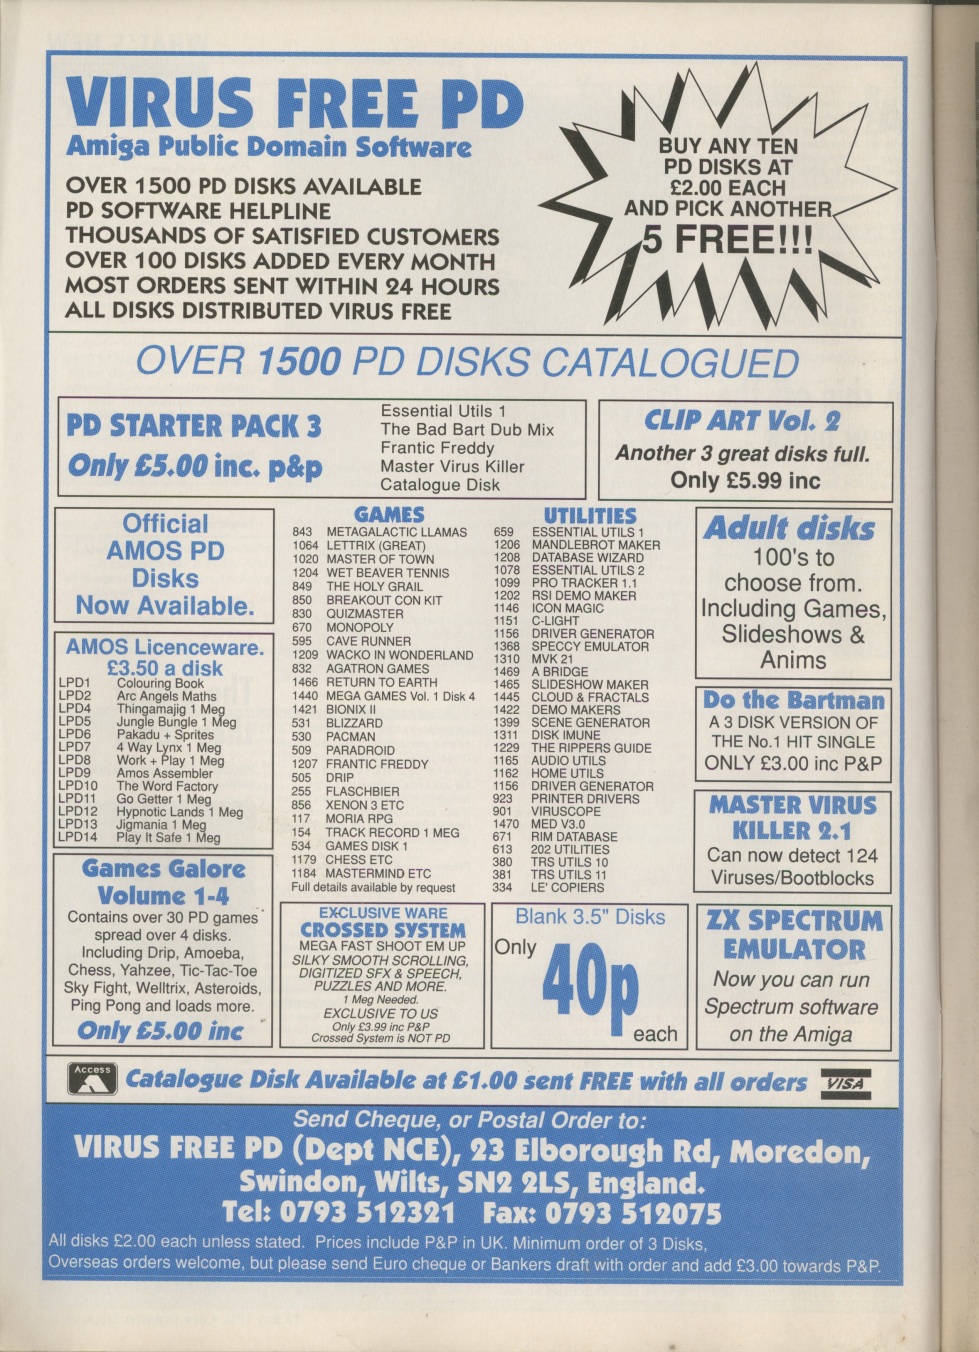 VIRUS FREE PD
Amiga Public Domain Software
OVER 1500 PD DISKS AVAILABLE
PD SOFTWARE HELPLINE
THOUSANDS OF SATISFIED CUSTOMERS
OVER 100 DISKS ADDED EVERY MONTH
MOST ORDERS SENT WITHIN 24 HOURS
ALL DISKS DISTRIBUTED VIRUS FREE
BUY ANY TEN
PD DISKS AT
£2.00 EACH
AND PICK ANOTHER
5 FREE!!!
OVER 1500 PD DISKS CATALOGUED
PD STARTER PACK 3
Only £5.00 inc. p&p
Essential Utils 1
The Bad Bart Dub Mix
Frantic Freddy
Master Virus Killer
Catalogue Disk
CLIP ART Vol. 2
Another 3 great disks full.
Only £5.99 inc
Official
AMOS PD
Disks
Now Available.
AMOS Licenceware.
£3.50 a disk
LPD1 Colouring Book
LPD2 Arc Angels Maths
LPD4 Thingamajig 1 Meg
LPD5 Jungle Bungle 1 Meg
LPD6 Pakadu + Sprites
LPD7 4 Way Lynx 1 Meg
LPD8 Work + Play 1 Meg
LPD9 Amos Assembler
LPD10 The Word Factory
LPD11 Go Getter 1 Meg
LPD12 Hypnotic Lands 1 Meg
LPD13 Jigmania 1 Meg
LPD14 Play It Safe 1 Meg
Games Galore
Volume 1-4
Contains over 30 PD games
spread over 4 disks.
Including Drip, Amoeba,
Chess, Yahzee, Tic-Tac-Toe
Sky Fight, Welltrix, Asteroids,
Ping Pong and loads more.
Only £5.00 inc
GAMES
843 METAGALACTIC LLAMAS
1064 LETTRIX (GREAT)
1020 MASTER OF TOWN
1204 WET BEAVER TENNIS
849 THE HOLY GRAIL
850 BREAKOUT CON KIT
830 QUIZMASTER
670 MONOPOLY
595 CAVE RUNNER
1209 WACKO IN WONDERLAND
832 AGATRON GAMES
1466 RETURN TO EARTH
1440 MEGA GAMES Vol. 1 Disk 4
1421 BIONIX II
531 BLIZZARD
530 PACMAN
509 PARADROID
1207 FRANTIC FREDDY
505 DRIP
255 FLASCHBIER
856 XENON 3 ETC
117 MORIA RPG
154 TRACK RECORD 1 MEG
534 GAMES DISK 1
1179 CHESS ETC
1184 MASTERMIND ETC
Full details available by request
UTILITIES
659 ESSENTIAL UTILS 1
1206 MANDLEBROT MAKER
1208 DATABASE WIZARD
1078 ESSENTIAL UTILS 2
1099 PRO TRACKER 1.1
1202 RSI DEMO MAKER
1146 ICON MAGIC
1151 C-LIGHT
1156 DRIVER GENERATOR
1368 SPECCY EMULATOR
1310 MVK 21
1469 A BRIDGE
1465 SLIDESHOW MAKER
1445 CLOUD & FRACTALS
1422 DEMO MAKERS
1399 SCENE GENERATOR
1311 DISK IMUNE
1229 THE RIPPERS GUIDE
1165 AUDIO UTILS
1162 HOME UTILS
1156 DRIVER GENERATOR
923 PRINTER DRIVERS
901 VIRUSCOPE
1470 MED V3.0
671 RIM DATABASE
613 202 UTILITIES
380 TRS UTILS 10
381 TRS UTILS 11
334 LE' COPIERS
Adult disks
100's to
choose from.
Including Games,
Slideshows &
Anims
Do the Bartman
A 3 DISK VERSION OF
THE No.1 HIT SINGLE
ONLY £3.00 inc P&P
MASTER VIRUS
KILLER 2.1
Can now detect 124
Viruses/Bootblocks
EXCLUSIVE WARE
CROSSED SYSTEM
MEGA FAST SHOOT EM UP
SILKY SMOOTH SCROLLING,
DIGITIZED SFX & SPEECH,
PUZZLES AND MORE.
1 Meg Needed.
EXCLUSIVE TO US
Only £3.99 inc P&P
Crossed System is NOT PD
Blank 3.5" Disks
Only
40p
each
ZX SPECTRUM
EMULATOR
Now you can run
Spectrum software
on the Amiga
Access
Catalogue Disk Available at £1.00 sent FREE with all orders
VISA
Send Cheque, or Postal Order to:
VIRUS FREE PD (Dept NCE), 23 Elborough Rd, Moredon,
Swindon, Wilts, SN2 2LS, England.
Tel: 0793 512321 Fax: 0793 512075
All disks £2.00 each unless stated. Prices include P&P in UK. Minimum order of 3 Disks,
Overseas orders welcome, but please send Euro cheque or Bankers draft with order and add £3.00 towards P&P.